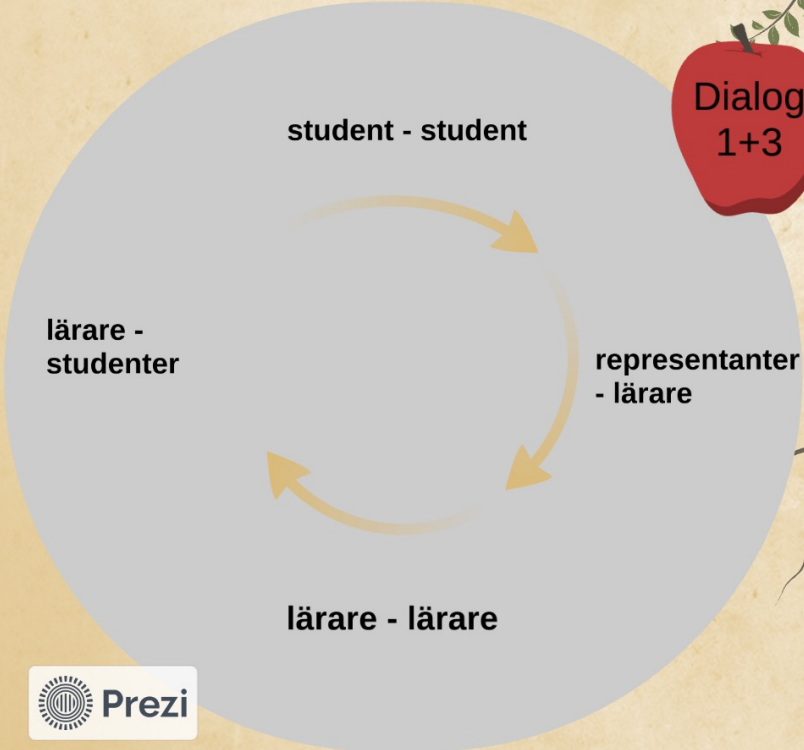 student - student
Dialog
1+3
lärare -
studenter
representanter
- lärare
lärare - lärare
Prezi